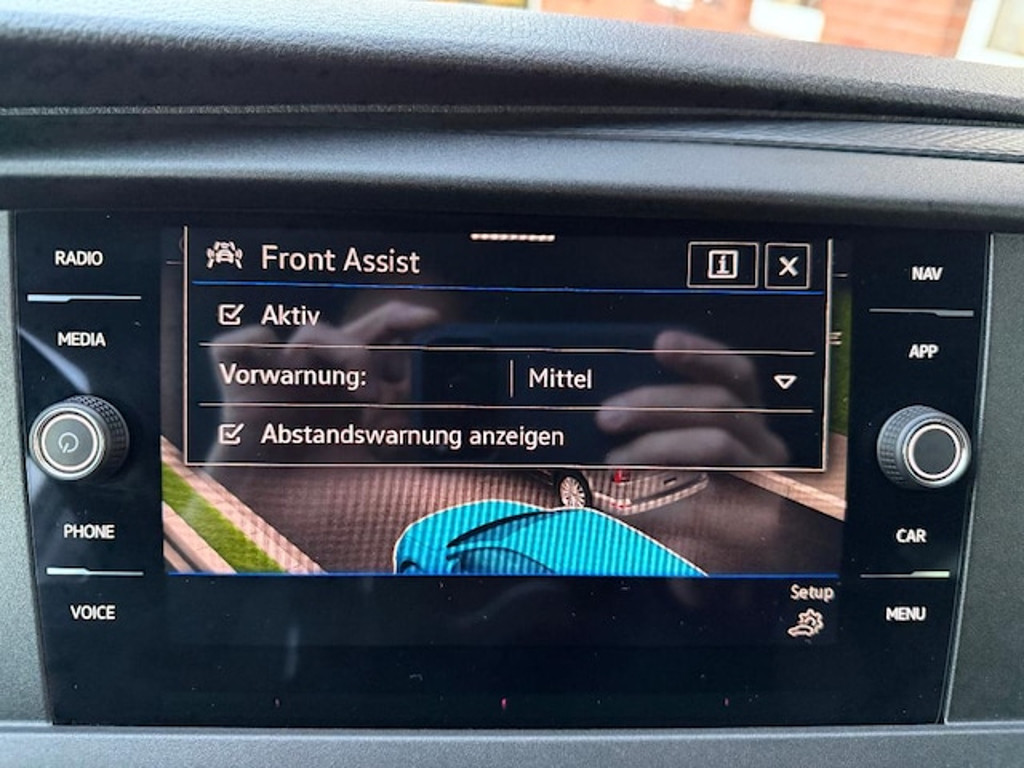 RADIO
MEDIA
PHONE
VOICE
Front Assist
i
Aktiv
Vorwarnung: Mittel
Abstandswarnung anzeigen
Setup
NAV
APP
CAR
MENU